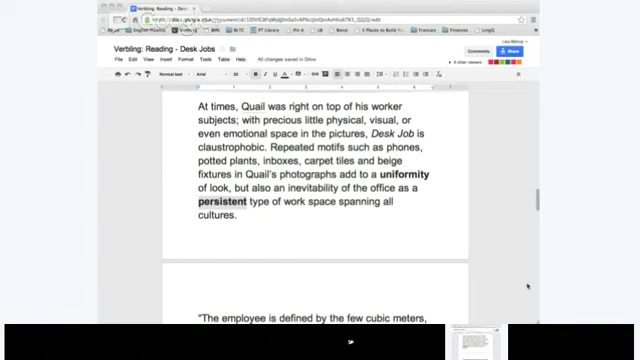 Verbling: Reading - Desk Jobs
File Edit View Insert Format Tools Table Help All changes saved in Drive
Comments
Share
Normal text Arial
At times, Quail was right on top of his worker
subjects; with precious little physical, visual, or
even emotional space in the pictures, Desk Job is
claustrophobic. Repeated motifs such as phones,
potted plants, inboxes, carpet tiles and beige
fixtures in Quail's photographs add to a uniformity
of look, but also an inevitability of the office as a
persistent type of work space spanning all
cultures.
"The employee is defined by the few cubic meters,